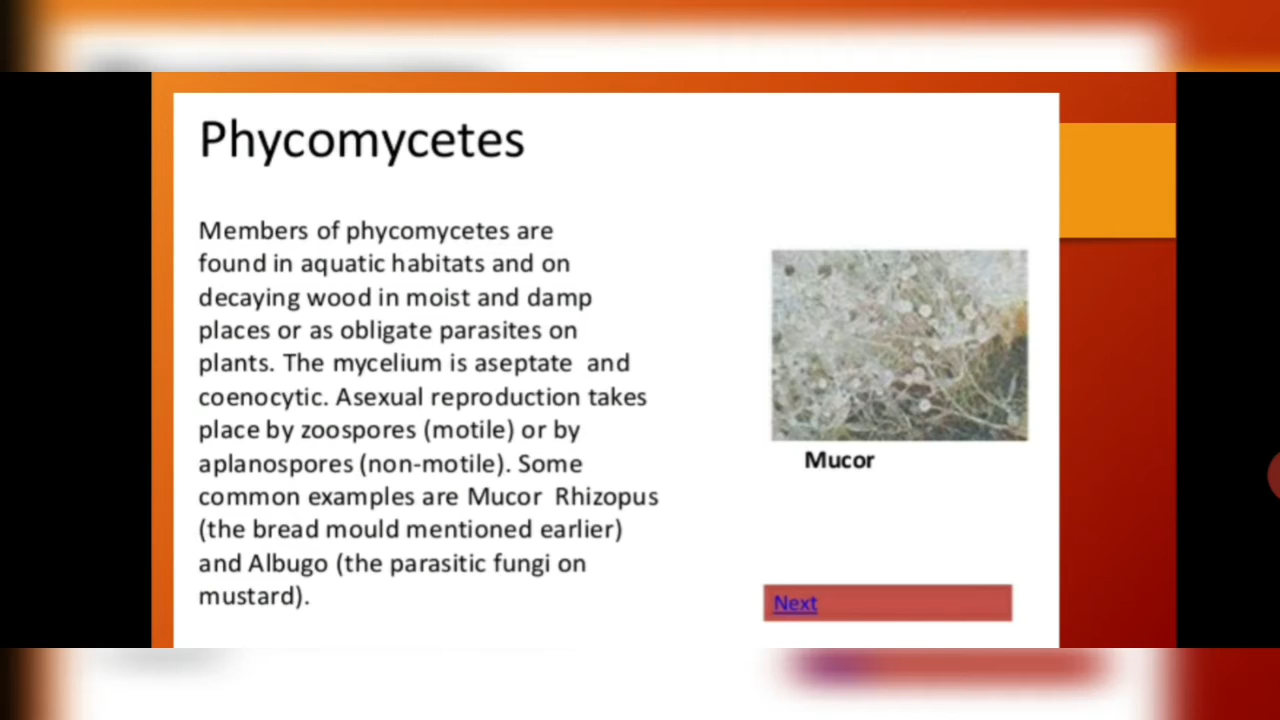 Phycomycetes
Members of phycomycetes are
found in aquatic habitats and on
decaying wood in moist and damp
places or as obligate parasites on
plants. The mycelium is aseptate and
coenocytic. Asexual reproduction takes
place by zoospores (motile) or by
aplanospores (non-motile). Some
common examples are Mucor Rhizopus
(the bread mould mentioned earlier)
and Albugo (the parasitic fungi on
mustard).
Mucor
Next